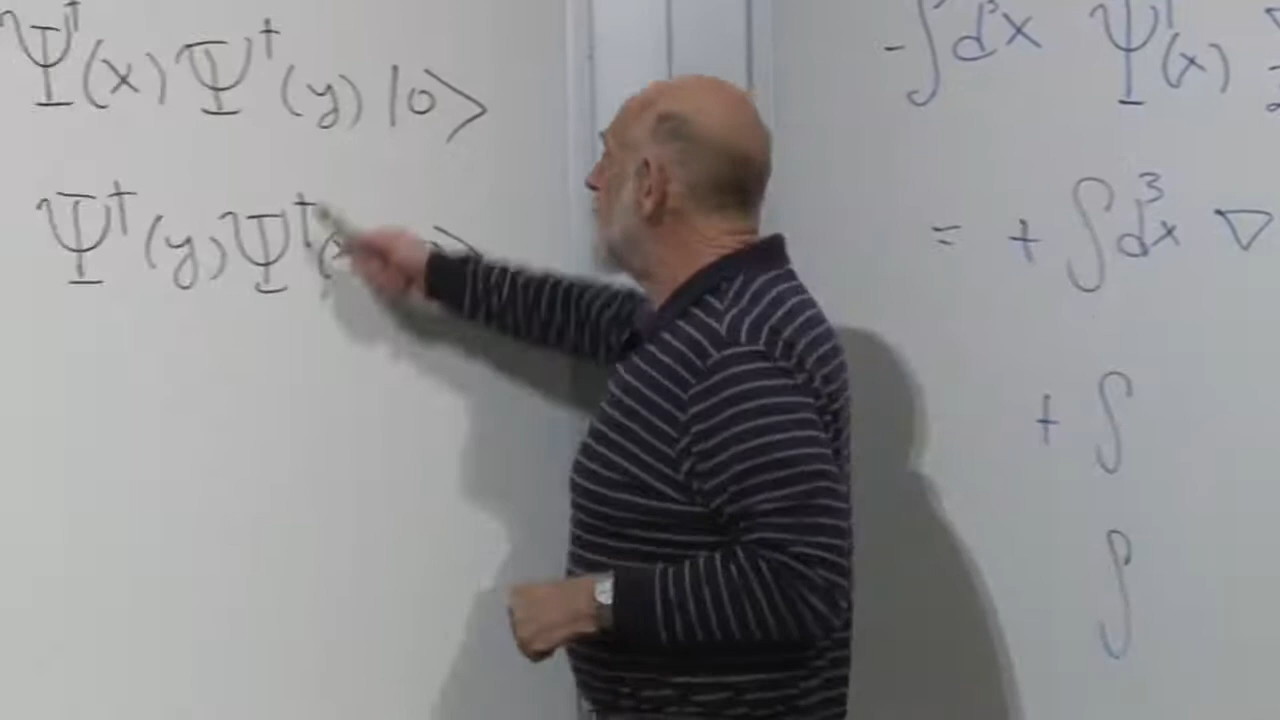 Ψ†(x) Ψ†(y) |0>
Ψ†(y) Ψ†(x >
-∫d³x Ψ†(x) ∇
= + ∫d³x ∇
+ ∫
∫